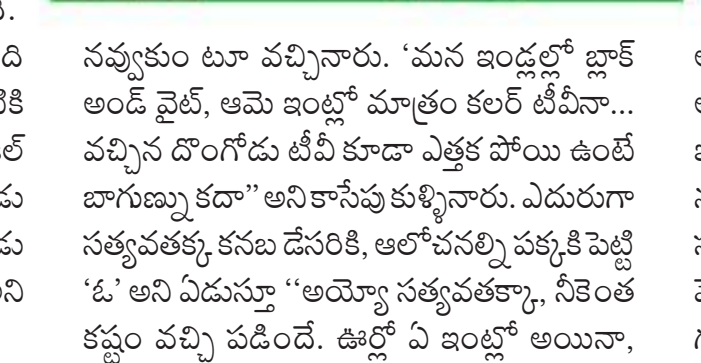 నవ్వుకుం టూ వచ్చినారు. ‘మన ఇండ్లల్లో బ్లాక్
అండ్ వైట్, ఆమె ఇంట్లో మాత్రం కలర్ టీవీనా...
వచ్చిన దొంగోడు టీవీ కూడా ఎత్తక పోయి ఉంటే
బాగుణ్ను కదా’’ అని కాసేపు కుళ్ళినారు. ఎదురుగా
సత్యవతక్క కనబ డేసరికి, ఆలోచనల్ని పక్కకి పెట్టి
‘ఓ’ అని ఏడుస్తూ ‘‘అయ్యో సత్యవతక్కా, నీకెంత
కష్టం వచ్చి పడిందే. ఊర్లో ఏ ఇంట్లో అయినా,